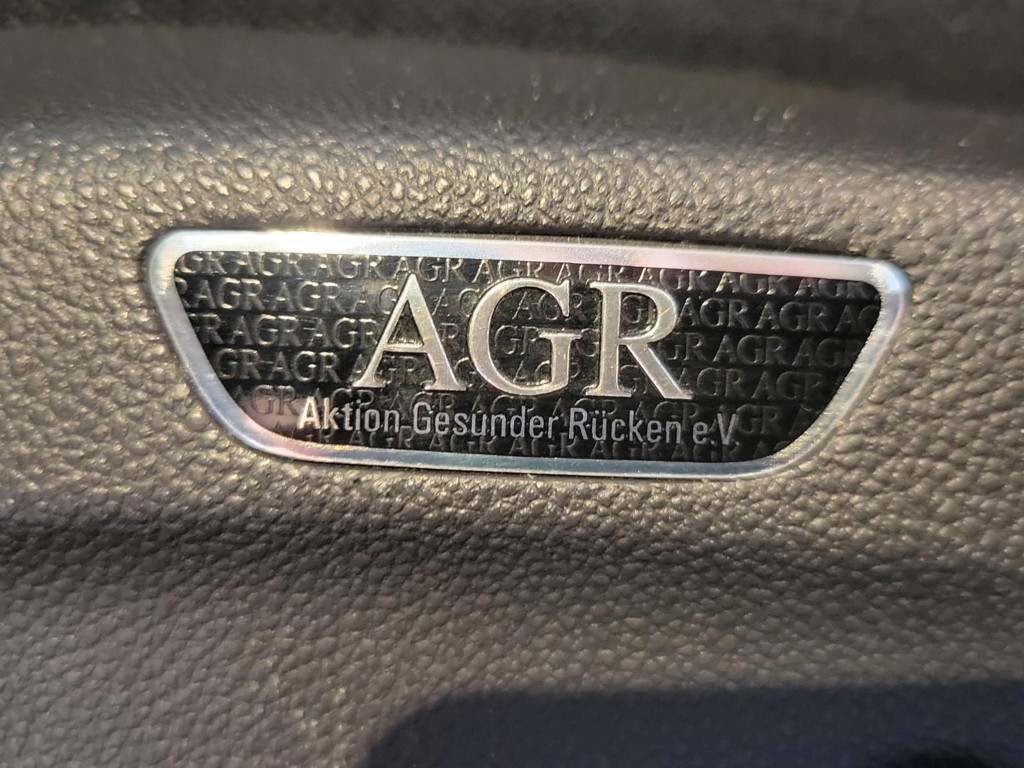 AGR
Aktion Gesunder Rücken e.V.